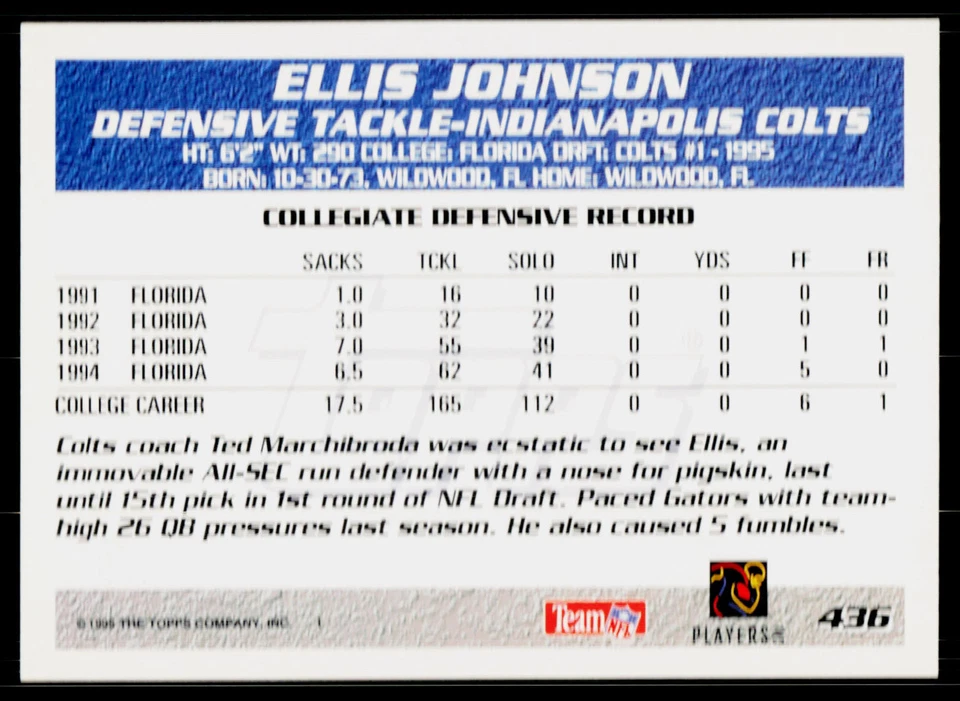 ELLIS JOHNSON
DEFENSIVE TACKLE-INDIANAPOLIS COLTS
HT: 6'2" WT: 290 COLLEGE: FLORIDA DRFT: COLTS #1 - 1995
BORN: 10-30-73, WILDWOOD, FL HOME: WILDWOOD, FL
COLLEGIATE DEFENSIVE RECORD
SACKS TCKL SOLO INT YDS FF FR
1991 FLORIDA 1.0 16 10 0 0 0 0
1992 FLORIDA 3.0 32 22 0 0 0 0
1993 FLORIDA 7.0 55 39 0 0 1 1
1994 FLORIDA 6.5 62 41 0 0 5 0
COLLEGE CAREER 17.5 165 112 0 0 6 1
Topps
Colts coach Ted Marchibroda was ecstatic to see Ellis, an
immovable All-SEC run defender with a nose for pigskin, last
until 15th pick in 1st round of NFL Draft. Paced Gators with team-
high 26 QB pressures last season. He also caused 5 fumbles.
© 1995 THE TOPPS COMPANY, INC. 1
Team NFL
PLAYERS INC
436